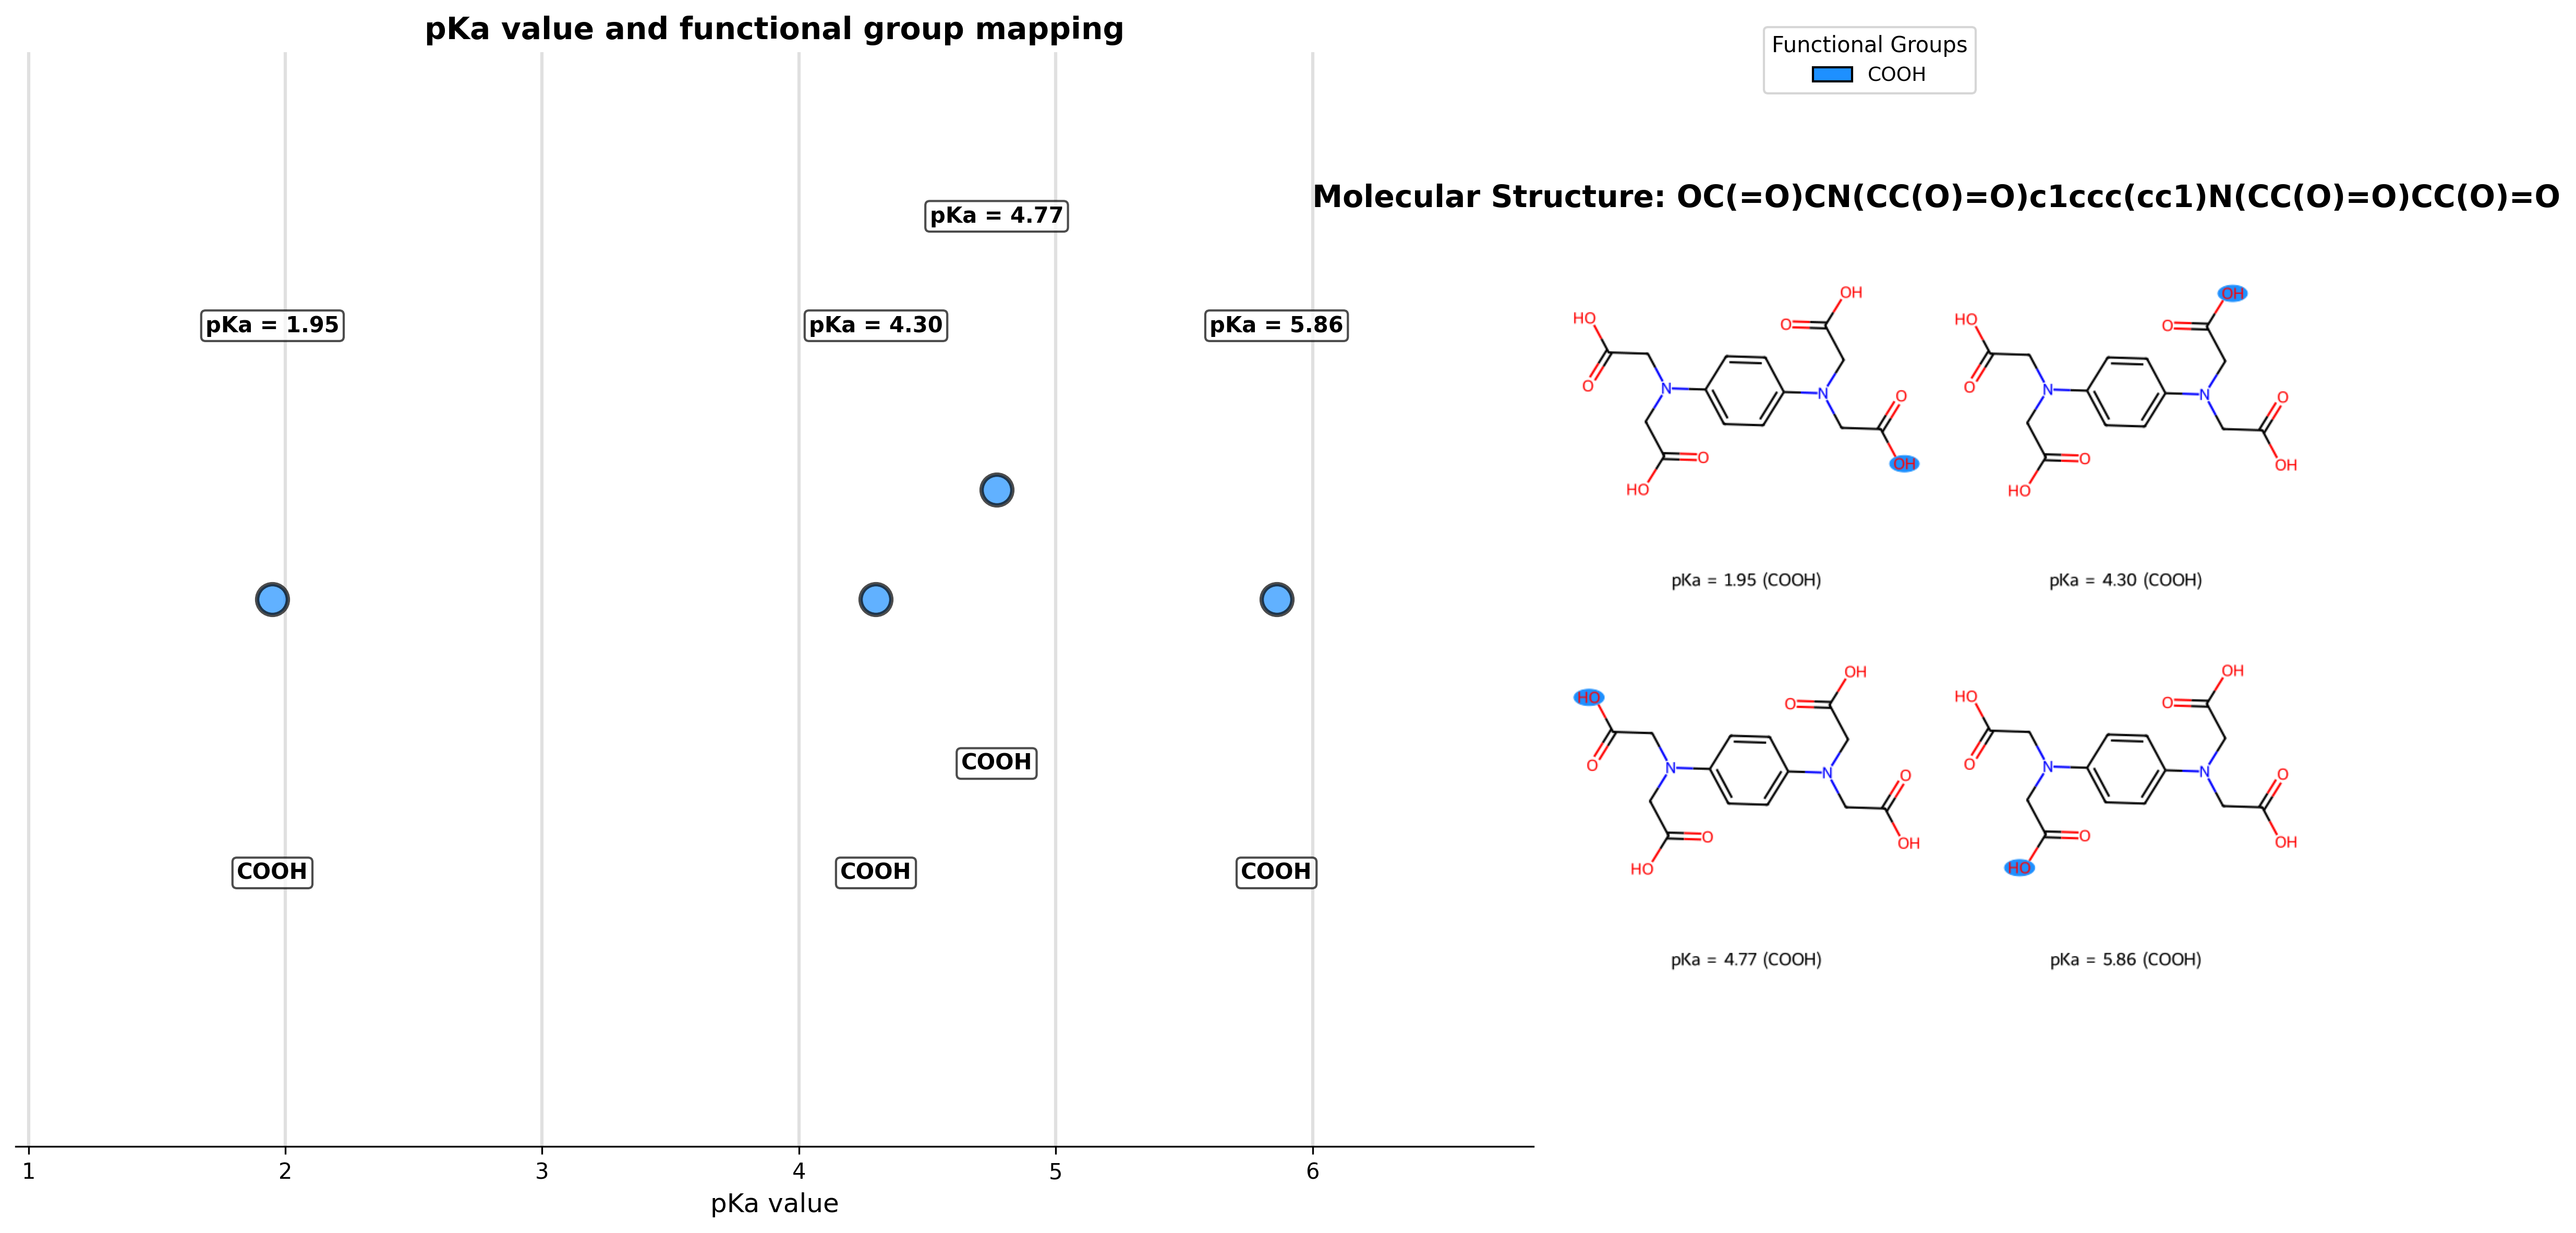 pKa value and functional group mapping
pKa = 4.77
pKa = 1.95
pKa = 4.30
pKa = 5.86
COOH
COOH
COOH
COOH
1 2 3 4 5 6
pKa value
Functional Groups
COOH
Molecular Structure: OC(=O)CN(CC(O)=O)c1ccc(cc1)N(CC(O)=O)CC(O)=O
HO O N HO O O OH N O OH
pKa = 1.95 (COOH)
HO O N HO O O OH N O OH
pKa = 4.30 (COOH)
HO O N HO O O OH N O OH
pKa = 4.77 (COOH)
HO O N HO O O OH N O OH
pKa = 5.86 (COOH)